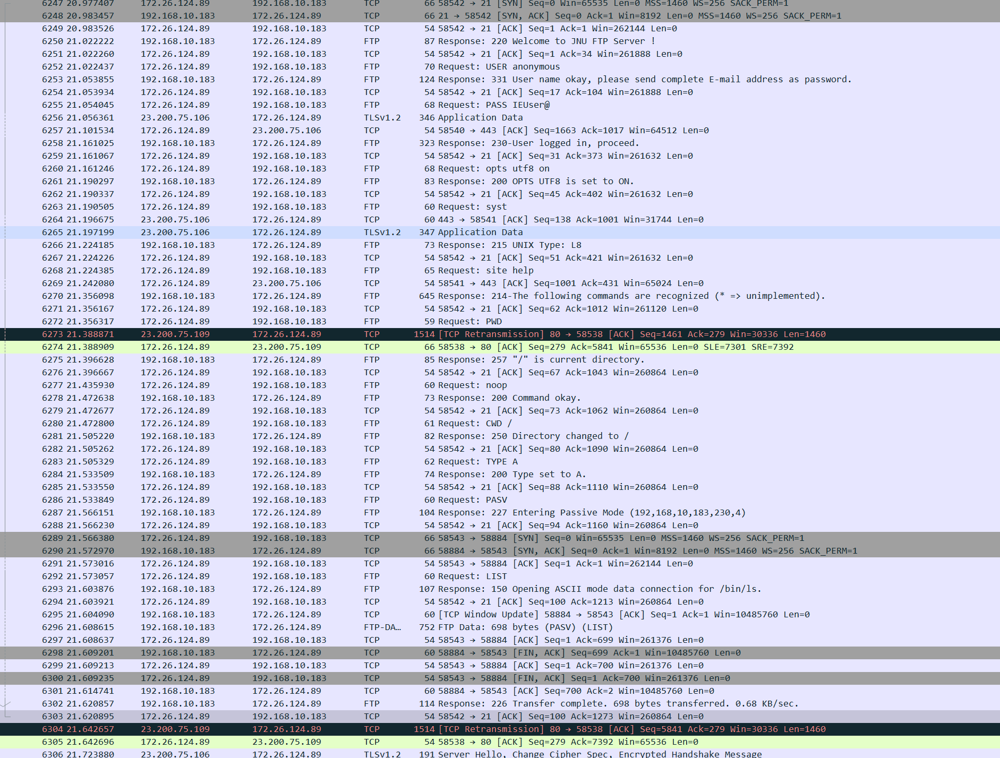 6247 20.977407 172.26.124.89 192.168.10.183 TCP 66 58542 → 21 [SYN] Seq=0 Win=65535 Len=0 MSS=1460 WS=256 SACK_PERM=1
6248 20.983457 192.168.10.183 172.26.124.89 TCP 66 21 → 58542 [SYN, ACK] Seq=0 Ack=1 Win=8192 Len=0 MSS=1460 WS=256 SACK_PERM=1
6249 20.983526 172.26.124.89 192.168.10.183 TCP 54 58542 → 21 [ACK] Seq=1 Ack=1 Win=262144 Len=0
6250 21.022222 192.168.10.183 172.26.124.89 FTP 87 Response: 220 Welcome to JNU FTP Server !
6251 21.022260 172.26.124.89 192.168.10.183 TCP 54 58542 → 21 [ACK] Seq=1 Ack=34 Win=261888 Len=0
6252 21.022437 172.26.124.89 192.168.10.183 FTP 70 Request: USER anonymous
6253 21.053855 192.168.10.183 172.26.124.89 FTP 124 Response: 331 User name okay, please send complete E-mail address as password.
6254 21.053934 172.26.124.89 192.168.10.183 TCP 54 58542 → 21 [ACK] Seq=17 Ack=104 Win=261888 Len=0
6255 21.054045 172.26.124.89 192.168.10.183 FTP 68 Request: PASS IEUser@
6256 21.056361 23.200.75.106 172.26.124.89 TLSv1.2 346 Application Data
6257 21.101534 172.26.124.89 23.200.75.106 TCP 54 58540 → 443 [ACK] Seq=1663 Ack=1017 Win=64512 Len=0
6258 21.161025 192.168.10.183 172.26.124.89 FTP 323 Response: 230-User logged in, proceed.
6259 21.161067 172.26.124.89 192.168.10.183 TCP 54 58542 → 21 [ACK] Seq=31 Ack=373 Win=261632 Len=0
6260 21.161246 172.26.124.89 192.168.10.183 FTP 68 Request: opts utf8 on
6261 21.190297 192.168.10.183 172.26.124.89 FTP 83 Response: 200 OPTS UTF8 is set to ON.
6262 21.190337 172.26.124.89 192.168.10.183 TCP 54 58542 → 21 [ACK] Seq=45 Ack=402 Win=261632 Len=0
6263 21.190505 172.26.124.89 192.168.10.183 FTP 60 Request: syst
6264 21.196675 23.200.75.106 172.26.124.89 TCP 60 443 → 58541 [ACK] Seq=138 Ack=1001 Win=31744 Len=0
6265 21.197199 23.200.75.106 172.26.124.89 TLSv1.2 347 Application Data
6266 21.224185 192.168.10.183 172.26.124.89 FTP 73 Response: 215 UNIX Type: L8
6267 21.224226 172.26.124.89 192.168.10.183 TCP 54 58542 → 21 [ACK] Seq=51 Ack=421 Win=261632 Len=0
6268 21.224385 172.26.124.89 192.168.10.183 FTP 65 Request: site help
6269 21.242080 172.26.124.89 23.200.75.106 TCP 54 58541 → 443 [ACK] Seq=1001 Ack=431 Win=65024 Len=0
6270 21.356098 192.168.10.183 172.26.124.89 FTP 645 Response: 214-The following commands are recognized (* => unimplemented).
6271 21.356167 172.26.124.89 192.168.10.183 TCP 54 58542 → 21 [ACK] Seq=62 Ack=1012 Win=261120 Len=0
6272 21.356317 172.26.124.89 192.168.10.183 FTP 59 Request: PWD
6273 21.388871 23.200.75.109 172.26.124.89 TCP 1514 [TCP Retransmission] 80 → 58538 [ACK] Seq=1461 Ack=279 Win=30336 Len=1460
6274 21.388909 172.26.124.89 23.200.75.109 TCP 66 58538 → 80 [ACK] Seq=279 Ack=5841 Win=65536 Len=0 SLE=7301 SRE=7392
6275 21.396628 192.168.10.183 172.26.124.89 FTP 85 Response: 257 "/" is current directory.
6276 21.396667 172.26.124.89 192.168.10.183 TCP 54 58542 → 21 [ACK] Seq=67 Ack=1043 Win=260864 Len=0
6277 21.435930 172.26.124.89 192.168.10.183 FTP 60 Request: noop
6278 21.472638 192.168.10.183 172.26.124.89 FTP 73 Response: 200 Command okay.
6279 21.472677 172.26.124.89 192.168.10.183 TCP 54 58542 → 21 [ACK] Seq=73 Ack=1062 Win=260864 Len=0
6280 21.472800 172.26.124.89 192.168.10.183 FTP 61 Request: CWD /
6281 21.505220 192.168.10.183 172.26.124.89 FTP 82 Response: 250 Directory changed to /
6282 21.505262 172.26.124.89 192.168.10.183 TCP 54 58542 → 21 [ACK] Seq=80 Ack=1090 Win=260864 Len=0
6283 21.505329 172.26.124.89 192.168.10.183 FTP 62 Request: TYPE A
6284 21.533509 192.168.10.183 172.26.124.89 FTP 74 Response: 200 Type set to A.
6285 21.533550 172.26.124.89 192.168.10.183 TCP 54 58542 → 21 [ACK] Seq=88 Ack=1110 Win=260864 Len=0
6286 21.533849 172.26.124.89 192.168.10.183 FTP 60 Request: PASV
6287 21.566151 192.168.10.183 172.26.124.89 FTP 104 Response: 227 Entering Passive Mode (192,168,10,183,230,4)
6288 21.566230 172.26.124.89 192.168.10.183 TCP 54 58542 → 21 [ACK] Seq=94 Ack=1160 Win=260864 Len=0
6289 21.566380 172.26.124.89 192.168.10.183 TCP 66 58543 → 58884 [SYN] Seq=0 Win=65535 Len=0 MSS=1460 WS=256 SACK_PERM=1
6290 21.572970 192.168.10.183 172.26.124.89 TCP 66 58884 → 58543 [SYN, ACK] Seq=0 Ack=1 Win=8192 Len=0 MSS=1460 WS=256 SACK_PERM=1
6291 21.573016 172.26.124.89 192.168.10.183 TCP 54 58543 → 58884 [ACK] Seq=1 Ack=1 Win=262144 Len=0
6292 21.573057 172.26.124.89 192.168.10.183 FTP 60 Request: LIST
6293 21.603876 192.168.10.183 172.26.124.89 FTP 107 Response: 150 Opening ASCII mode data connection for /bin/ls.
6294 21.603921 172.26.124.89 192.168.10.183 TCP 54 58542 → 21 [ACK] Seq=100 Ack=1213 Win=260864 Len=0
6295 21.604090 192.168.10.183 172.26.124.89 TCP 60 [TCP Window Update] 58884 → 58543 [ACK] Seq=1 Ack=1 Win=10485760 Len=0
6296 21.608615 192.168.10.183 172.26.124.89 FTP-DA… 752 FTP Data: 698 bytes (PASV) (LIST)
6297 21.608637 172.26.124.89 192.168.10.183 TCP 54 58543 → 58884 [ACK] Seq=1 Ack=699 Win=261376 Len=0
6298 21.609201 192.168.10.183 172.26.124.89 TCP 60 58884 → 58543 [FIN, ACK] Seq=699 Ack=1 Win=10485760 Len=0
6299 21.609213 172.26.124.89 192.168.10.183 TCP 54 58543 → 58884 [ACK] Seq=1 Ack=700 Win=261376 Len=0
6300 21.609235 172.26.124.89 192.168.10.183 TCP 54 58543 → 58884 [FIN, ACK] Seq=1 Ack=700 Win=261376 Len=0
6301 21.614741 192.168.10.183 172.26.124.89 TCP 60 58884 → 58543 [ACK] Seq=700 Ack=2 Win=10485760 Len=0
6302 21.620857 192.168.10.183 172.26.124.89 FTP 114 Response: 226 Transfer complete. 698 bytes transferred. 0.68 KB/sec.
6303 21.620895 172.26.124.89 192.168.10.183 TCP 54 58542 → 21 [ACK] Seq=100 Ack=1273 Win=260864 Len=0
6304 21.642657 23.200.75.109 172.26.124.89 TCP 1514 [TCP Retransmission] 80 → 58538 [ACK] Seq=5841 Ack=279 Win=30336 Len=1460
6305 21.642696 172.26.124.89 23.200.75.109 TCP 54 58538 → 80 [ACK] Seq=279 Ack=7392 Win=65536 Len=0
6306 21.723880 23.200.75.106 172.26.124.89 TLSv1.2 191 Server Hello, Change Cipher Spec, Encrypted Handshake Message